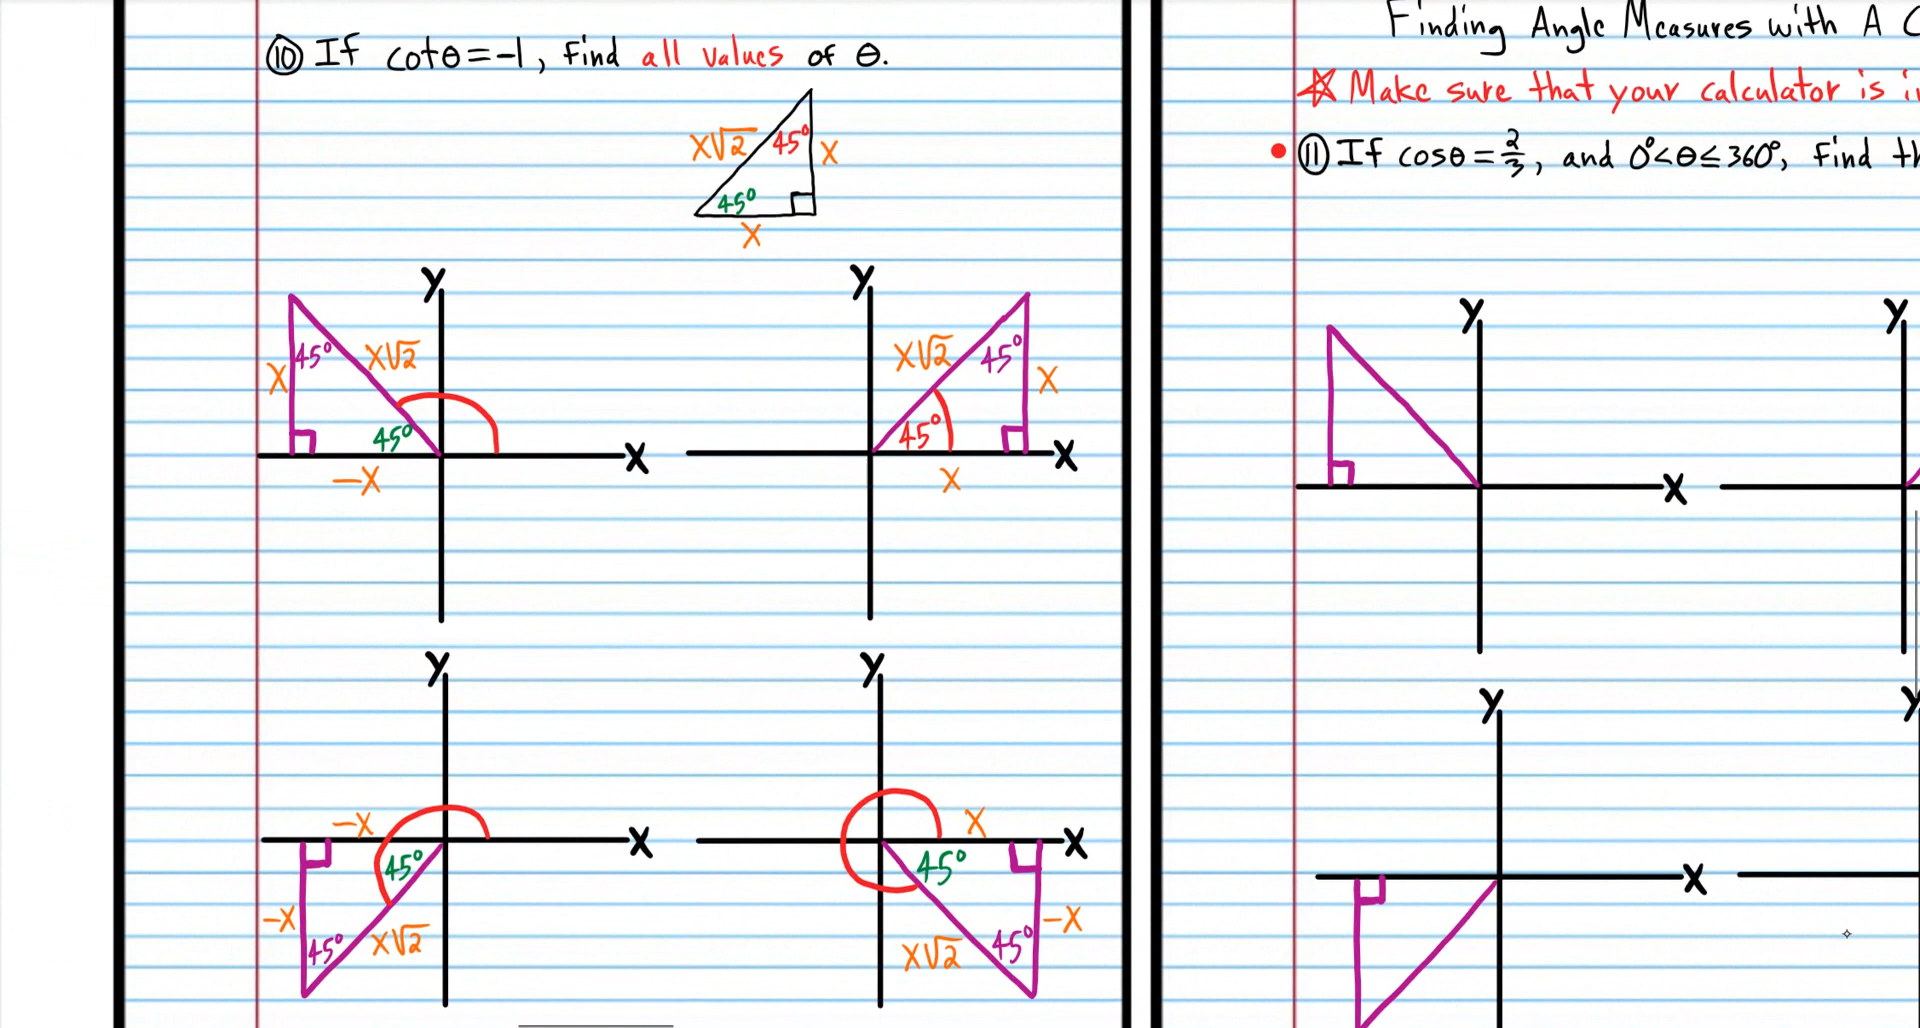 ⑩ If cotθ=-1, find all values of θ.
x√2 45° x
45°
x
y
45° x√2
x
45°
-x
x
y
x√2 45°
x
45°
x
x
y
-x
x
45°
-x
45° x√2
y
x
x
45°
-x
x√2 45°
Finding Angle Measures with A
☆ Make sure that your calculator is
• ⑪ If cosθ=2/3, and 0°<θ≤360°, find
y
x
y
y
x
y